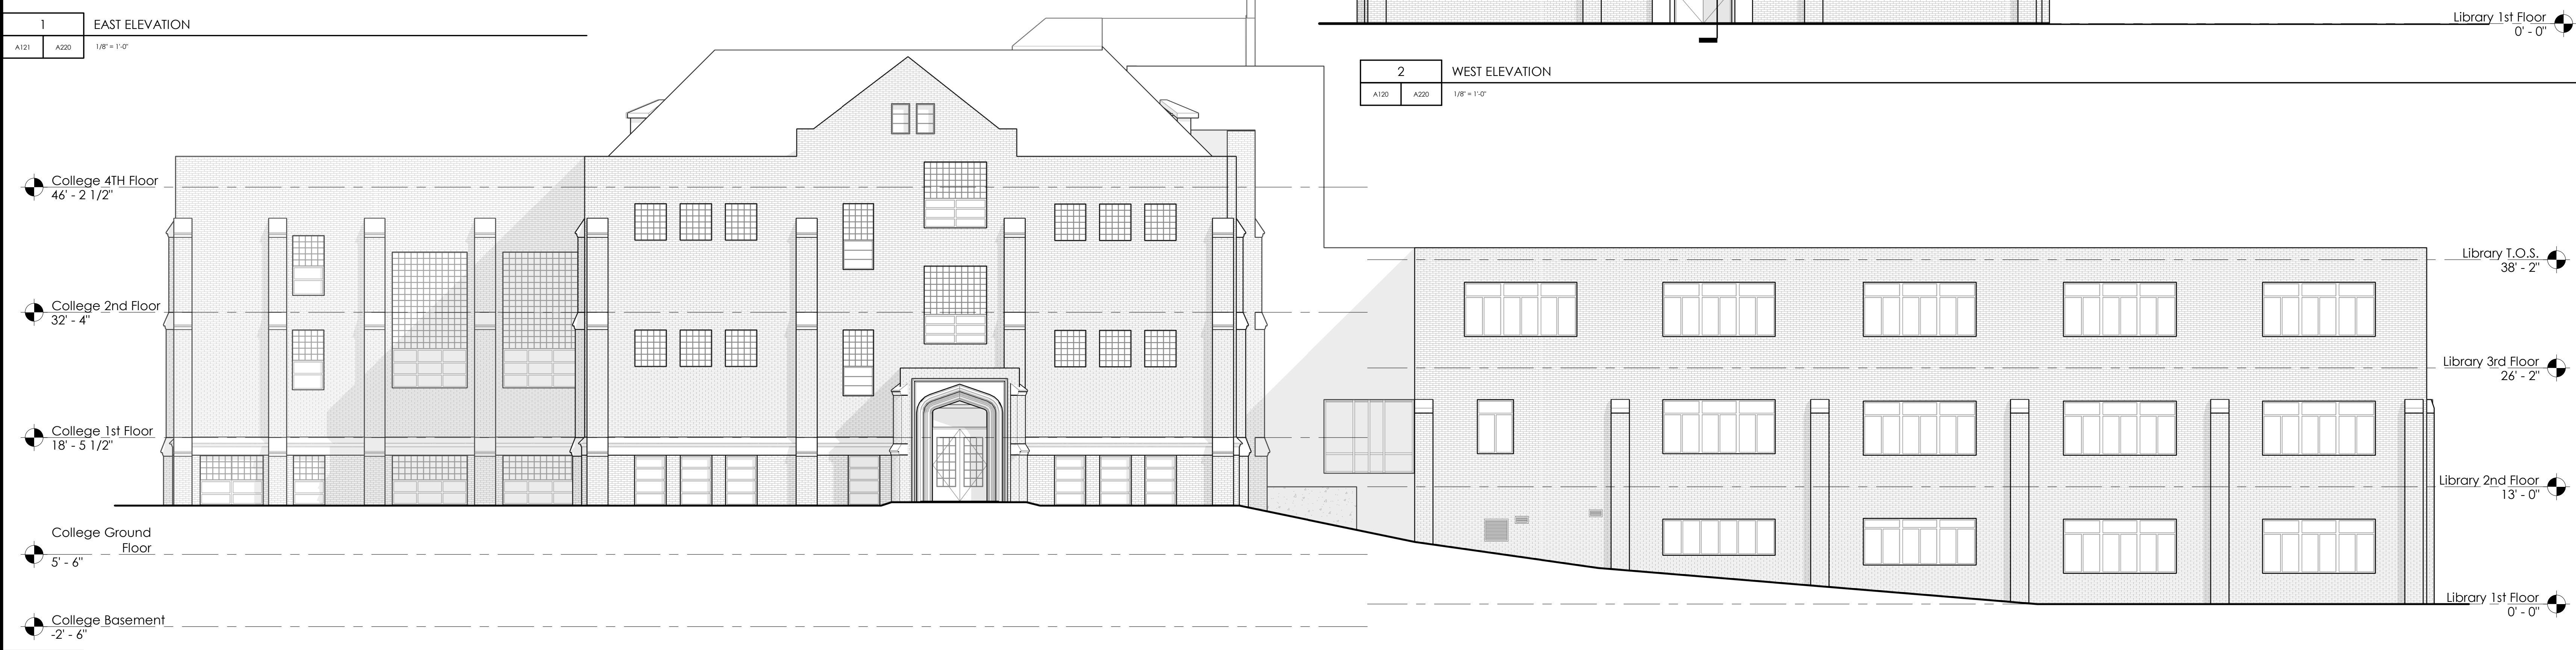 1
EAST ELEVATION
A121
A220
1/8" = 1'-0"
Library 1st Floor
0' - 0"
2
WEST ELEVATION
A120
A220
1/8" = 1'-0"
College 4TH Floor
46' - 2 1/2"
College 2nd Floor
32' - 4"
College 1st Floor
18' - 5 1/2"
College Ground
Floor
5' - 6"
College Basement
-2' - 6"
Library T.O.S.
38' - 2"
Library 3rd Floor
26' - 2"
Library 2nd Floor
13' - 0"
Library 1st Floor
0' - 0"